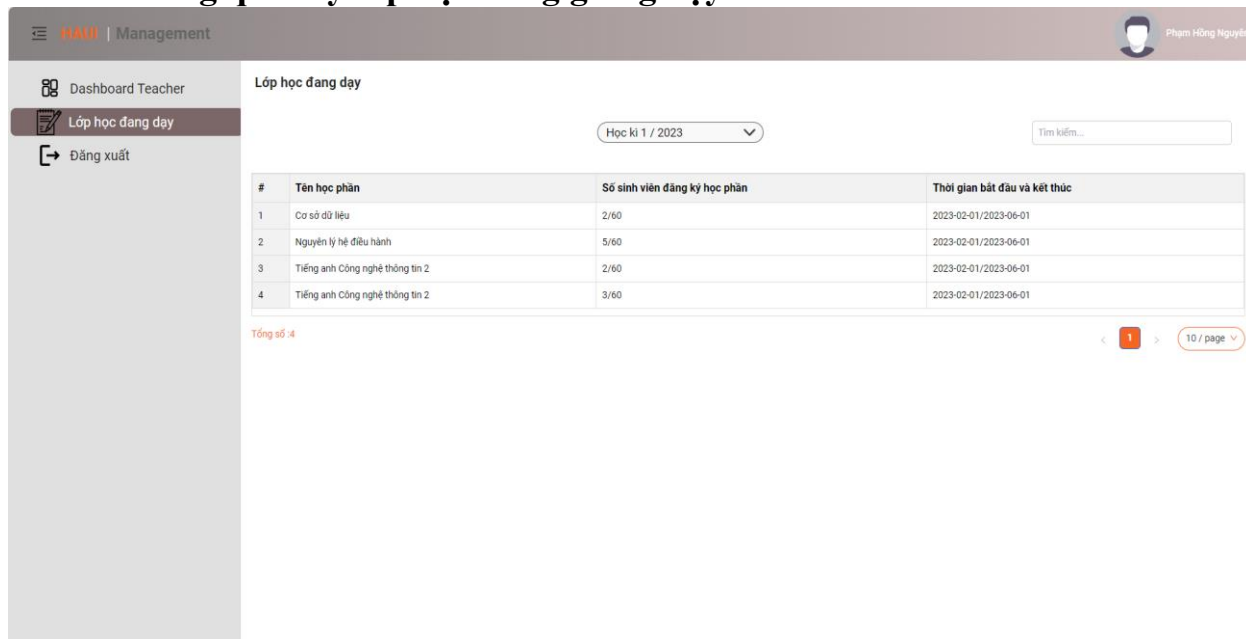 HAUI | Management
Phạm Hồng Nguyên
Dashboard Teacher
Lớp học đang dạy
Đăng xuất
Lớp học đang dạy
Học kì 1 / 2023
Tìm kiếm...
# Tên học phần Số sinh viên đăng ký học phần Thời gian bắt đầu và kết thúc
1 Cơ sở dữ liệu 2/60 2023-02-01/2023-06-01
2 Nguyên lý hệ điều hành 5/60 2023-02-01/2023-06-01
3 Tiếng anh Công nghệ thông tin 2 2/60 2023-02-01/2023-06-01
4 Tiếng anh Công nghệ thông tin 2 3/60 2023-02-01/2023-06-01
Tổng số :4
< 1 > 10 / page